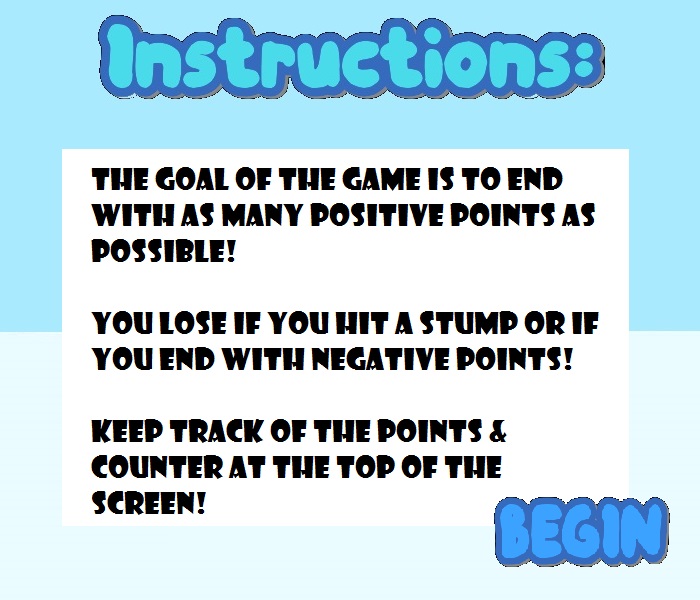 Instructions:
THE GOAL OF THE GAME IS TO END
WITH AS MANY POSITIVE POINTS AS
POSSIBLE!
YOU LOSE IF YOU HIT A STUMP OR IF
YOU END WITH NEGATIVE POINTS!
KEEP TRACK OF THE POINTS &
COUNTER AT THE TOP OF THE
SCREEN!
BEGIN